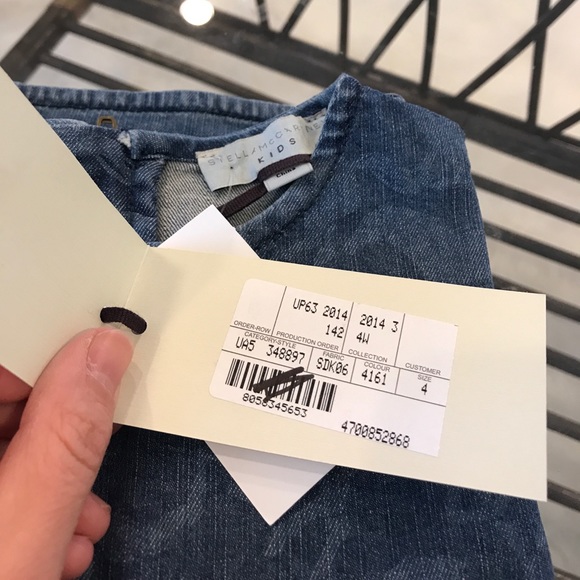 STELLA McCARTNEY
KIDS
UP63 2014
142
2014 3
4W
ORDER-ROW
PRODUCTION ORDER
COLLECTION
CUSTOMER
CATEGORY-STYLE
FABRIC
COLOUR
SIZE
UA5 348897
SDK06
4161
4
4700852868